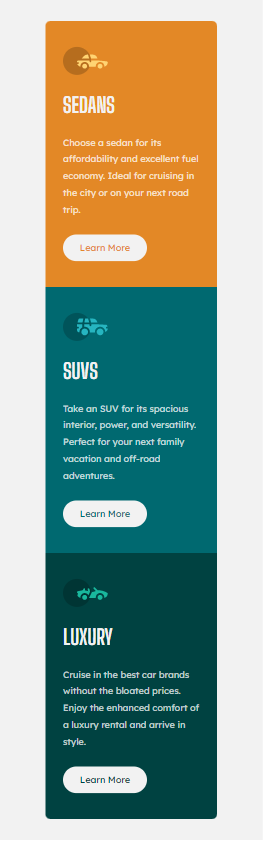 SEDANS
Choose a sedan for its
affordability and excellent fuel
economy. Ideal for cruising in
the city or on your next road
trip.
Learn More
SUVS
Take an SUV for its spacious
interior, power, and versatility.
Perfect for your next family
vacation and off-road
adventures.
Learn More
LUXURY
Cruise in the best car brands
without the bloated prices.
Enjoy the enhanced comfort of
a luxury rental and arrive in
style.
Learn More